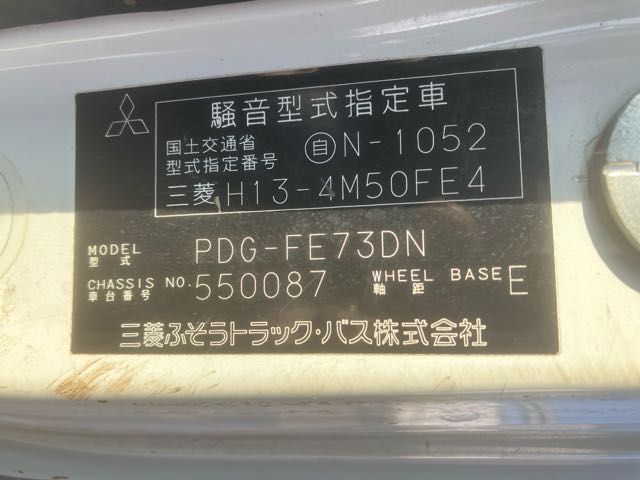 騒音型式指定車
国土交通省
型式指定番号 自N-1052
三菱 H13-4M50FE4
MODEL
型式 PDG-FE73DN
CHASSIS NO. 550087 WHEEL BASE E
車台番号 軸距
三菱ふそうトラック・バス株式会社